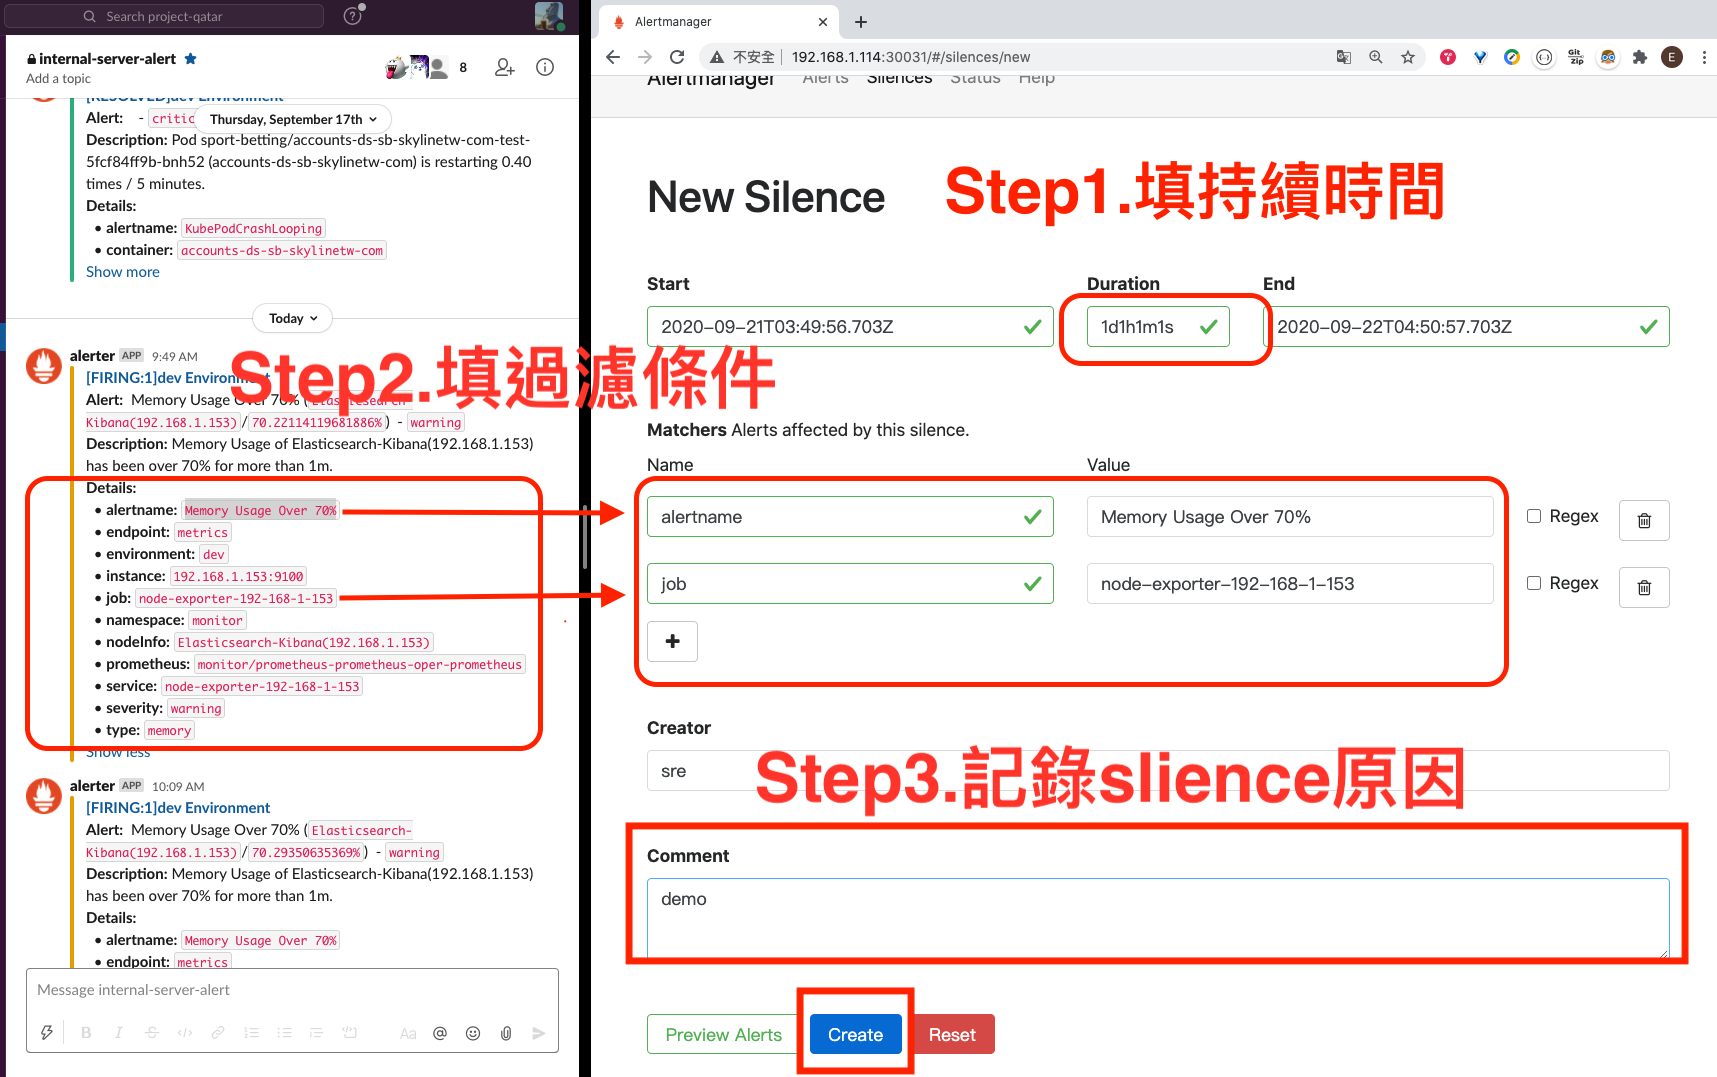 Search project-qatar
internal-server-alert
Add a topic
8
[RESOLVED]dev Environment
Alert: - critic
Thursday, September 17th
Description: Pod sport-betting/accounts-ds-sb-skylinetw-com-test-
5fcf84ff9b-bnh52 (accounts-ds-sb-skylinetw-com) is restarting 0.40
times / 5 minutes.
Details:
• alertname: KubePodCrashLooping
• container: accounts-ds-sb-skylinetw-com
Show more
Today
alerter APP 9:49 AM
[FIRING:1]dev Environment
Alert: Memory Usage Over 70% (Elasticsearch-
Kibana(192.168.1.153)/70.22114119681886%) - warning
Description: Memory Usage of Elasticsearch-Kibana(192.168.1.153)
has been over 70% for more than 1m.
Details:
• alertname: Memory Usage Over 70%
• endpoint: metrics
• environment: dev
• instance: 192.168.1.153:9100
• job: node-exporter-192-168-1-153
• namespace: monitor
• nodeInfo: Elasticsearch-Kibana(192.168.1.153)
• prometheus: monitor/prometheus-prometheus-oper-prometheus
• service: node-exporter-192-168-1-153
• severity: warning
• type: memory
Show less
alerter APP 10:09 AM
[FIRING:1]dev Environment
Alert: Memory Usage Over 70% (Elasticsearch-
Kibana(192.168.1.153)/70.29350635369%) - warning
Description: Memory Usage of Elasticsearch-Kibana(192.168.1.153)
has been over 70% for more than 1m.
Details:
• alertname: Memory Usage Over 70%
• endpoint: metrics
Message internal-server-alert
B I S </> Aa @
Alertmanager
不安全 192.168.1.114:30031/#/silences/new
Git Zip
E
Alertmanager Alerts Silences Status Help
New Silence
Step1.填持續時間
Start Duration End
2020-09-21T03:49:56.703Z 1d1h1m1s 2020-09-22T04:50:57.703Z
Step2.填過濾條件
Matchers Alerts affected by this silence.
Name Value
alertname Memory Usage Over 70% Regex
job node-exporter-192-168-1-153 Regex
+
Creator
sre
Step3.記錄slience原因
Comment
demo
Preview Alerts Create Reset